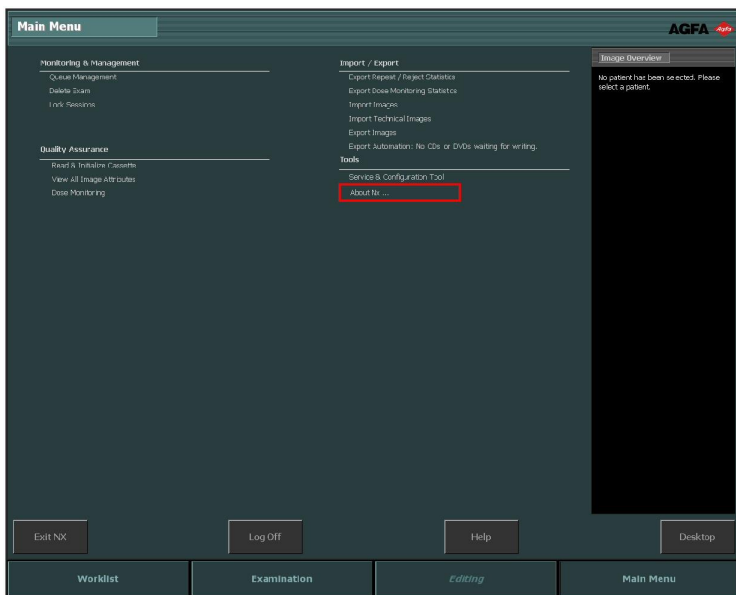 Main Menu
AGFA
Agfa
Monitoring & Management
Queue Management
Delete Exam
Lock Sessions
Quality Assurance
Read & Initialize Cassette
View All Image Attributes
Dose Monitoring
Import / Export
Export Repeat / Reject Statistics
Export Dose Monitoring Statistics
Import Images
Import Technical Images
Export Images
Export Automation: No CDs or DVDs waiting for writing.
Tools
Service & Configuration Tool
About Nx ...
Image Overview
No patient has been selected. Please
select a patient.
Exit NX
Log Off
Help
Desktop
Worklist
Examination
Editing
Main Menu